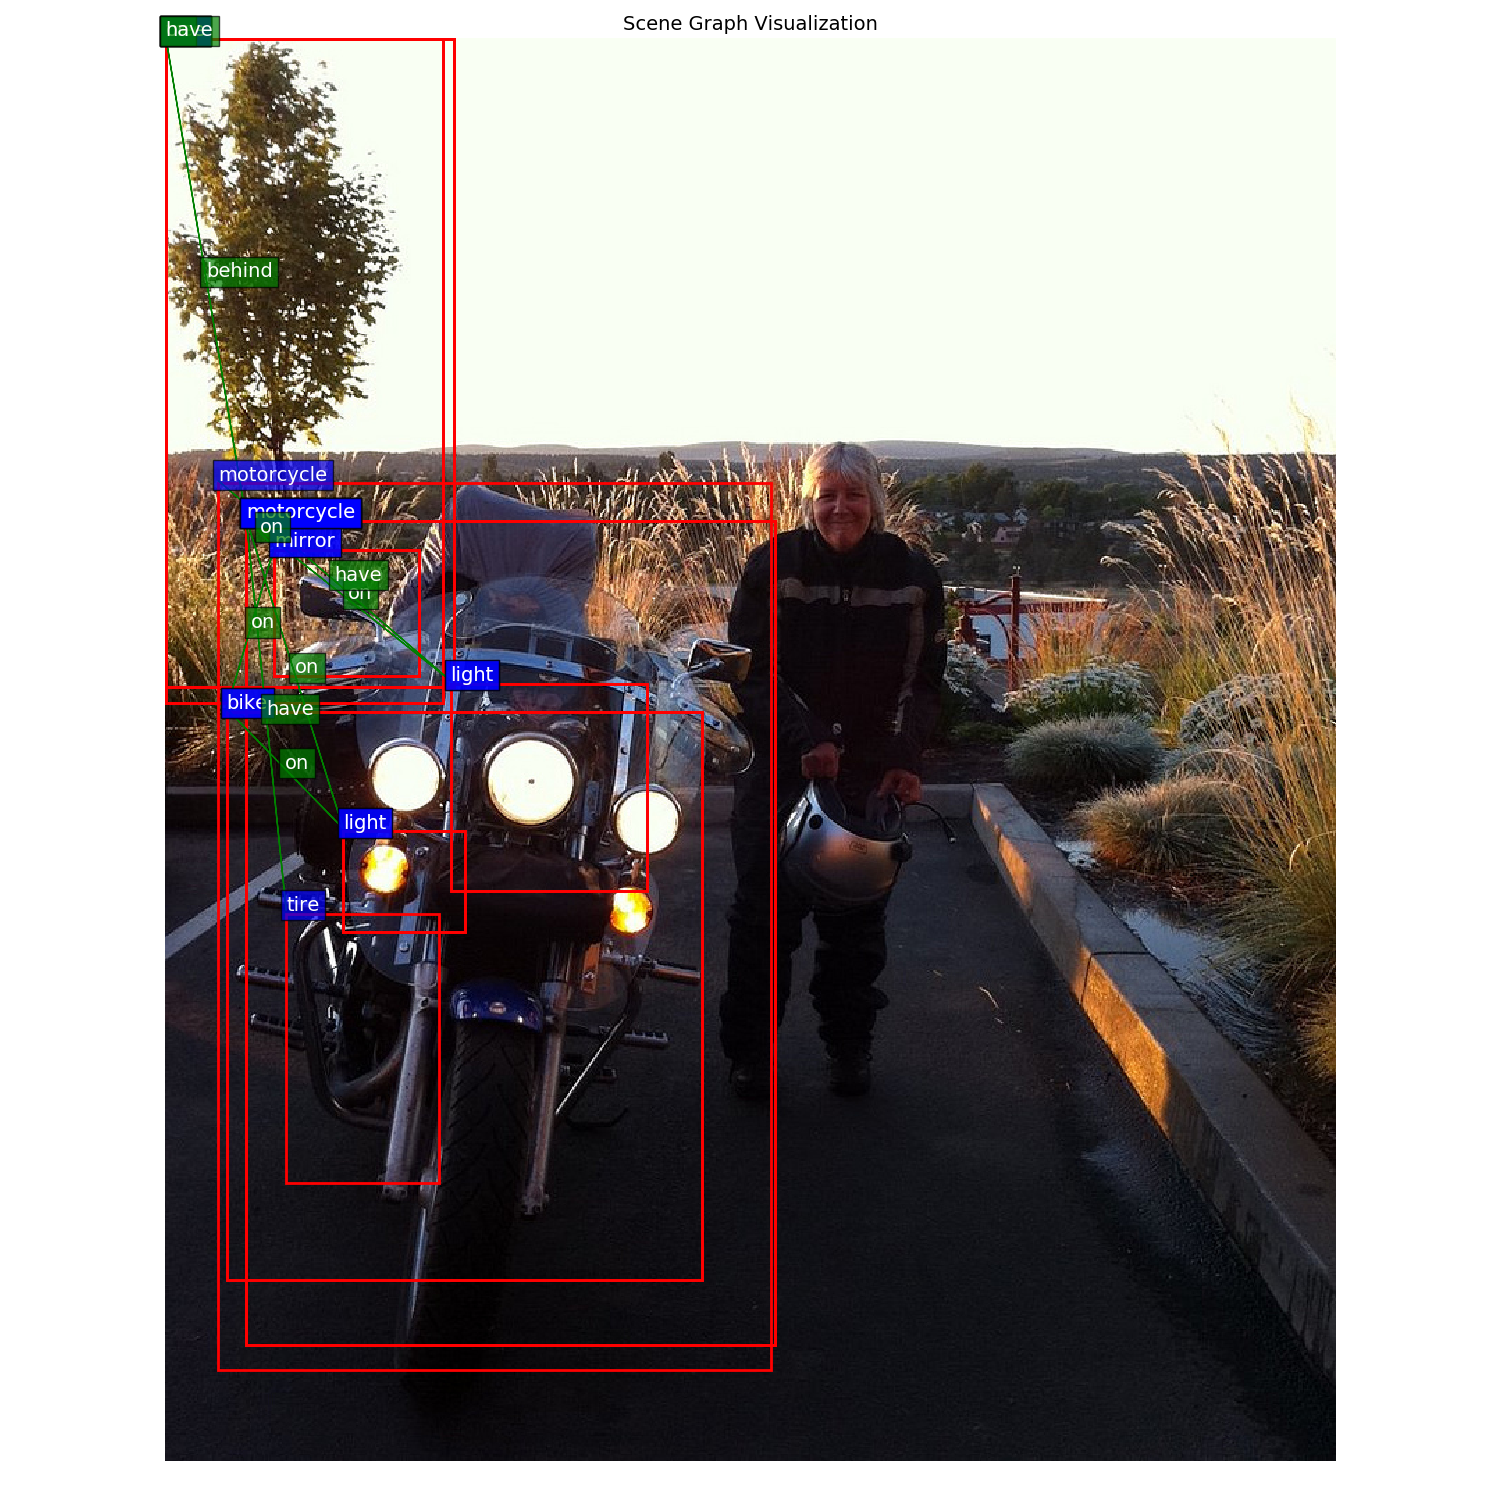 Scene Graph Visualization
have
behind
motorcycle
motorcycle
on
mirror
have
on
on
on
light
bike
have
on
light
tire